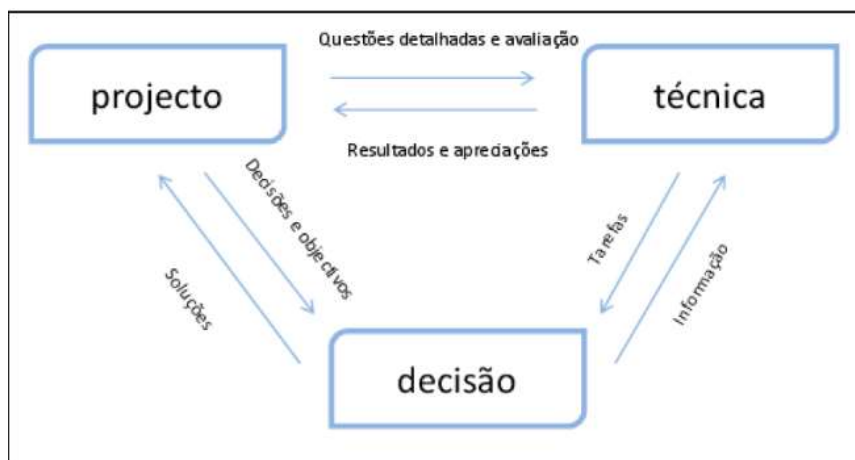 Questões detalhadas e avaliação
projecto
técnica
Resultados e apreciações
Decisões e objectivos
Soluções
Tarefas
Informação
decisão